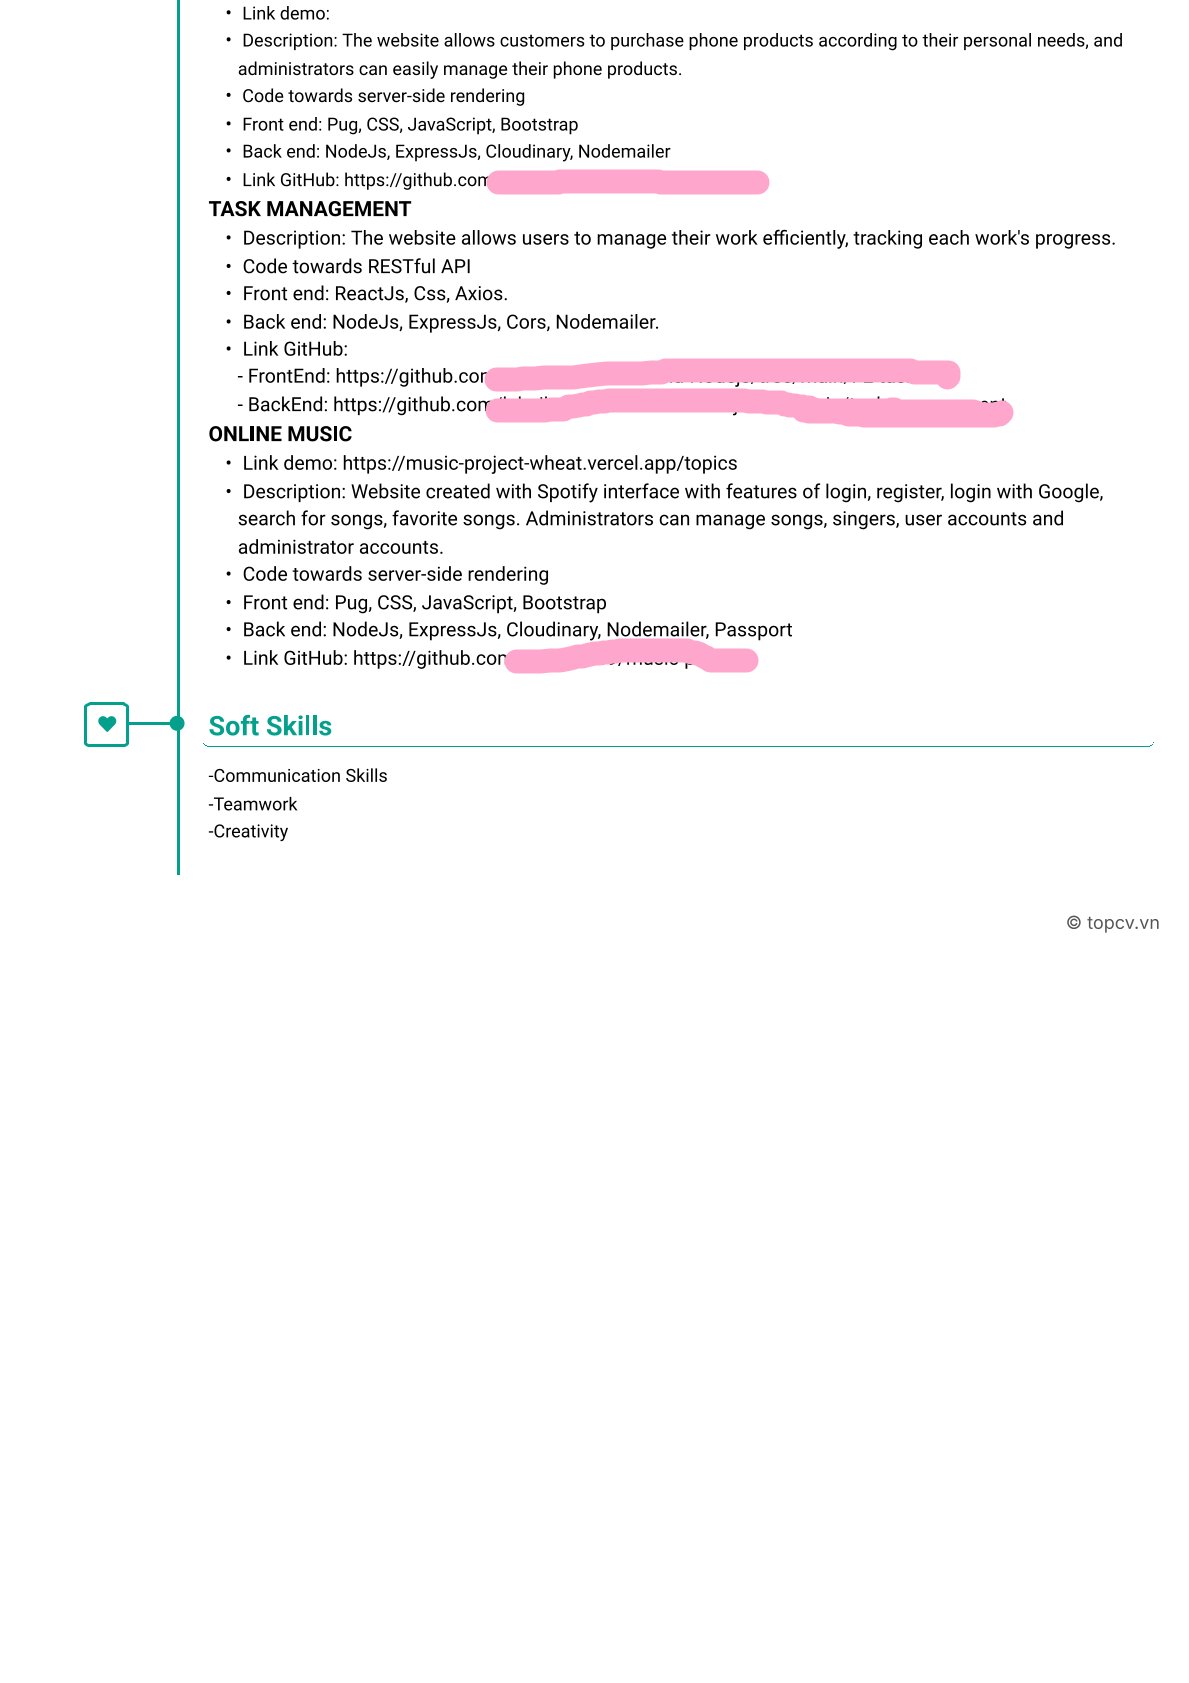 • Link demo:
• Description: The website allows customers to purchase phone products according to their personal needs, and
administrators can easily manage their phone products.
• Code towards server-side rendering
• Front end: Pug, CSS, JavaScript, Bootstrap
• Back end: NodeJs, ExpressJs, Cloudinary, Nodemailer
• Link GitHub: https://github.com
TASK MANAGEMENT
• Description: The website allows users to manage their work efficiently, tracking each work's progress.
• Code towards RESTful API
• Front end: ReactJs, Css, Axios.
• Back end: NodeJs, ExpressJs, Cors, Nodemailer.
• Link GitHub:
- FrontEnd: https://github.com
- BackEnd: https://github.com
ONLINE MUSIC
• Link demo: https://music-project-wheat.vercel.app/topics
• Description: Website created with Spotify interface with features of login, register, login with Google,
search for songs, favorite songs. Administrators can manage songs, singers, user accounts and
administrator accounts.
• Code towards server-side rendering
• Front end: Pug, CSS, JavaScript, Bootstrap
• Back end: NodeJs, ExpressJs, Cloudinary, Nodemailer, Passport
• Link GitHub: https://github.com
Soft Skills
-Communication Skills
-Teamwork
-Creativity
© topcv.vn